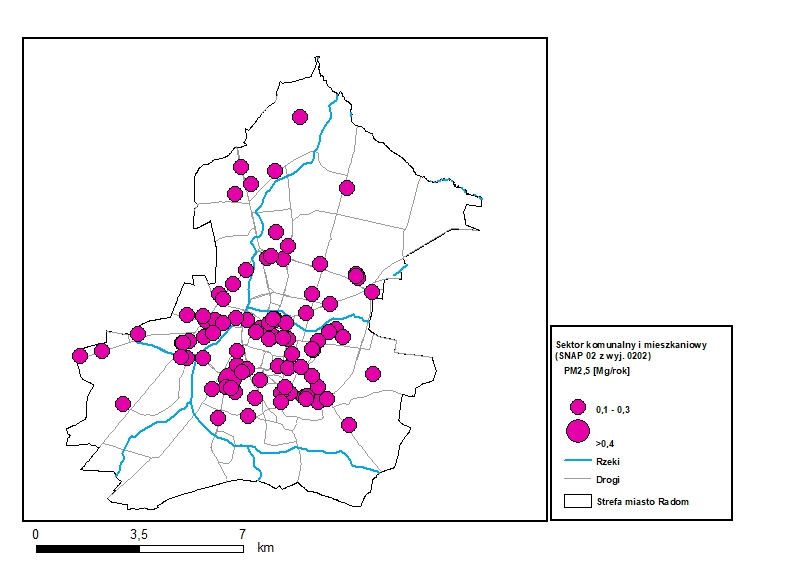 Sektor komunalny i mieszkaniowy
(SNAP 02 z wyj. 0202)
PM2,5 [Mg/rok]
0,1 - 0,3
>0,4
Rzeki
Drogi
Strefa miasto Radom
0 3,5 7
km